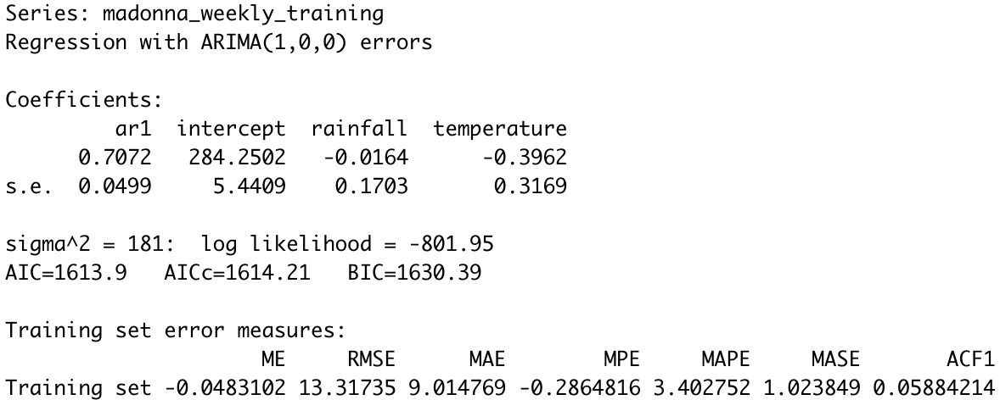 Series: madonna_weekly_training
Regression with ARIMA(1,0,0) errors
Coefficients:
ar1 intercept rainfall temperature
0.7072 284.2502 -0.0164 -0.3962
s.e. 0.0499 5.4409 0.1703 0.3169
sigma^2 = 181: log likelihood = -801.95
AIC=1613.9 AICc=1614.21 BIC=1630.39
Training set error measures:
ME RMSE MAE MPE MAPE MASE ACF1
Training set -0.0483102 13.31735 9.014769 -0.2864816 3.402752 1.023849 0.05884214